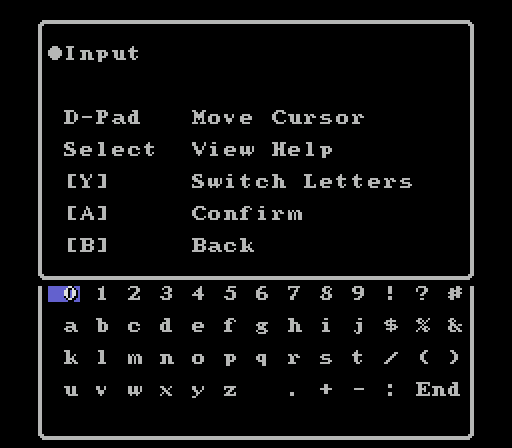 ●Input
D-Pad Move Cursor
Select View Help
[Y] Switch Letters
[A] Confirm
[B] Back
0 1 2 3 4 5 6 7 8 9 ! ? #
a b c d e f g h i j $ % &
k l m n o p q r s t / ( )
u v w x y z . + - : End